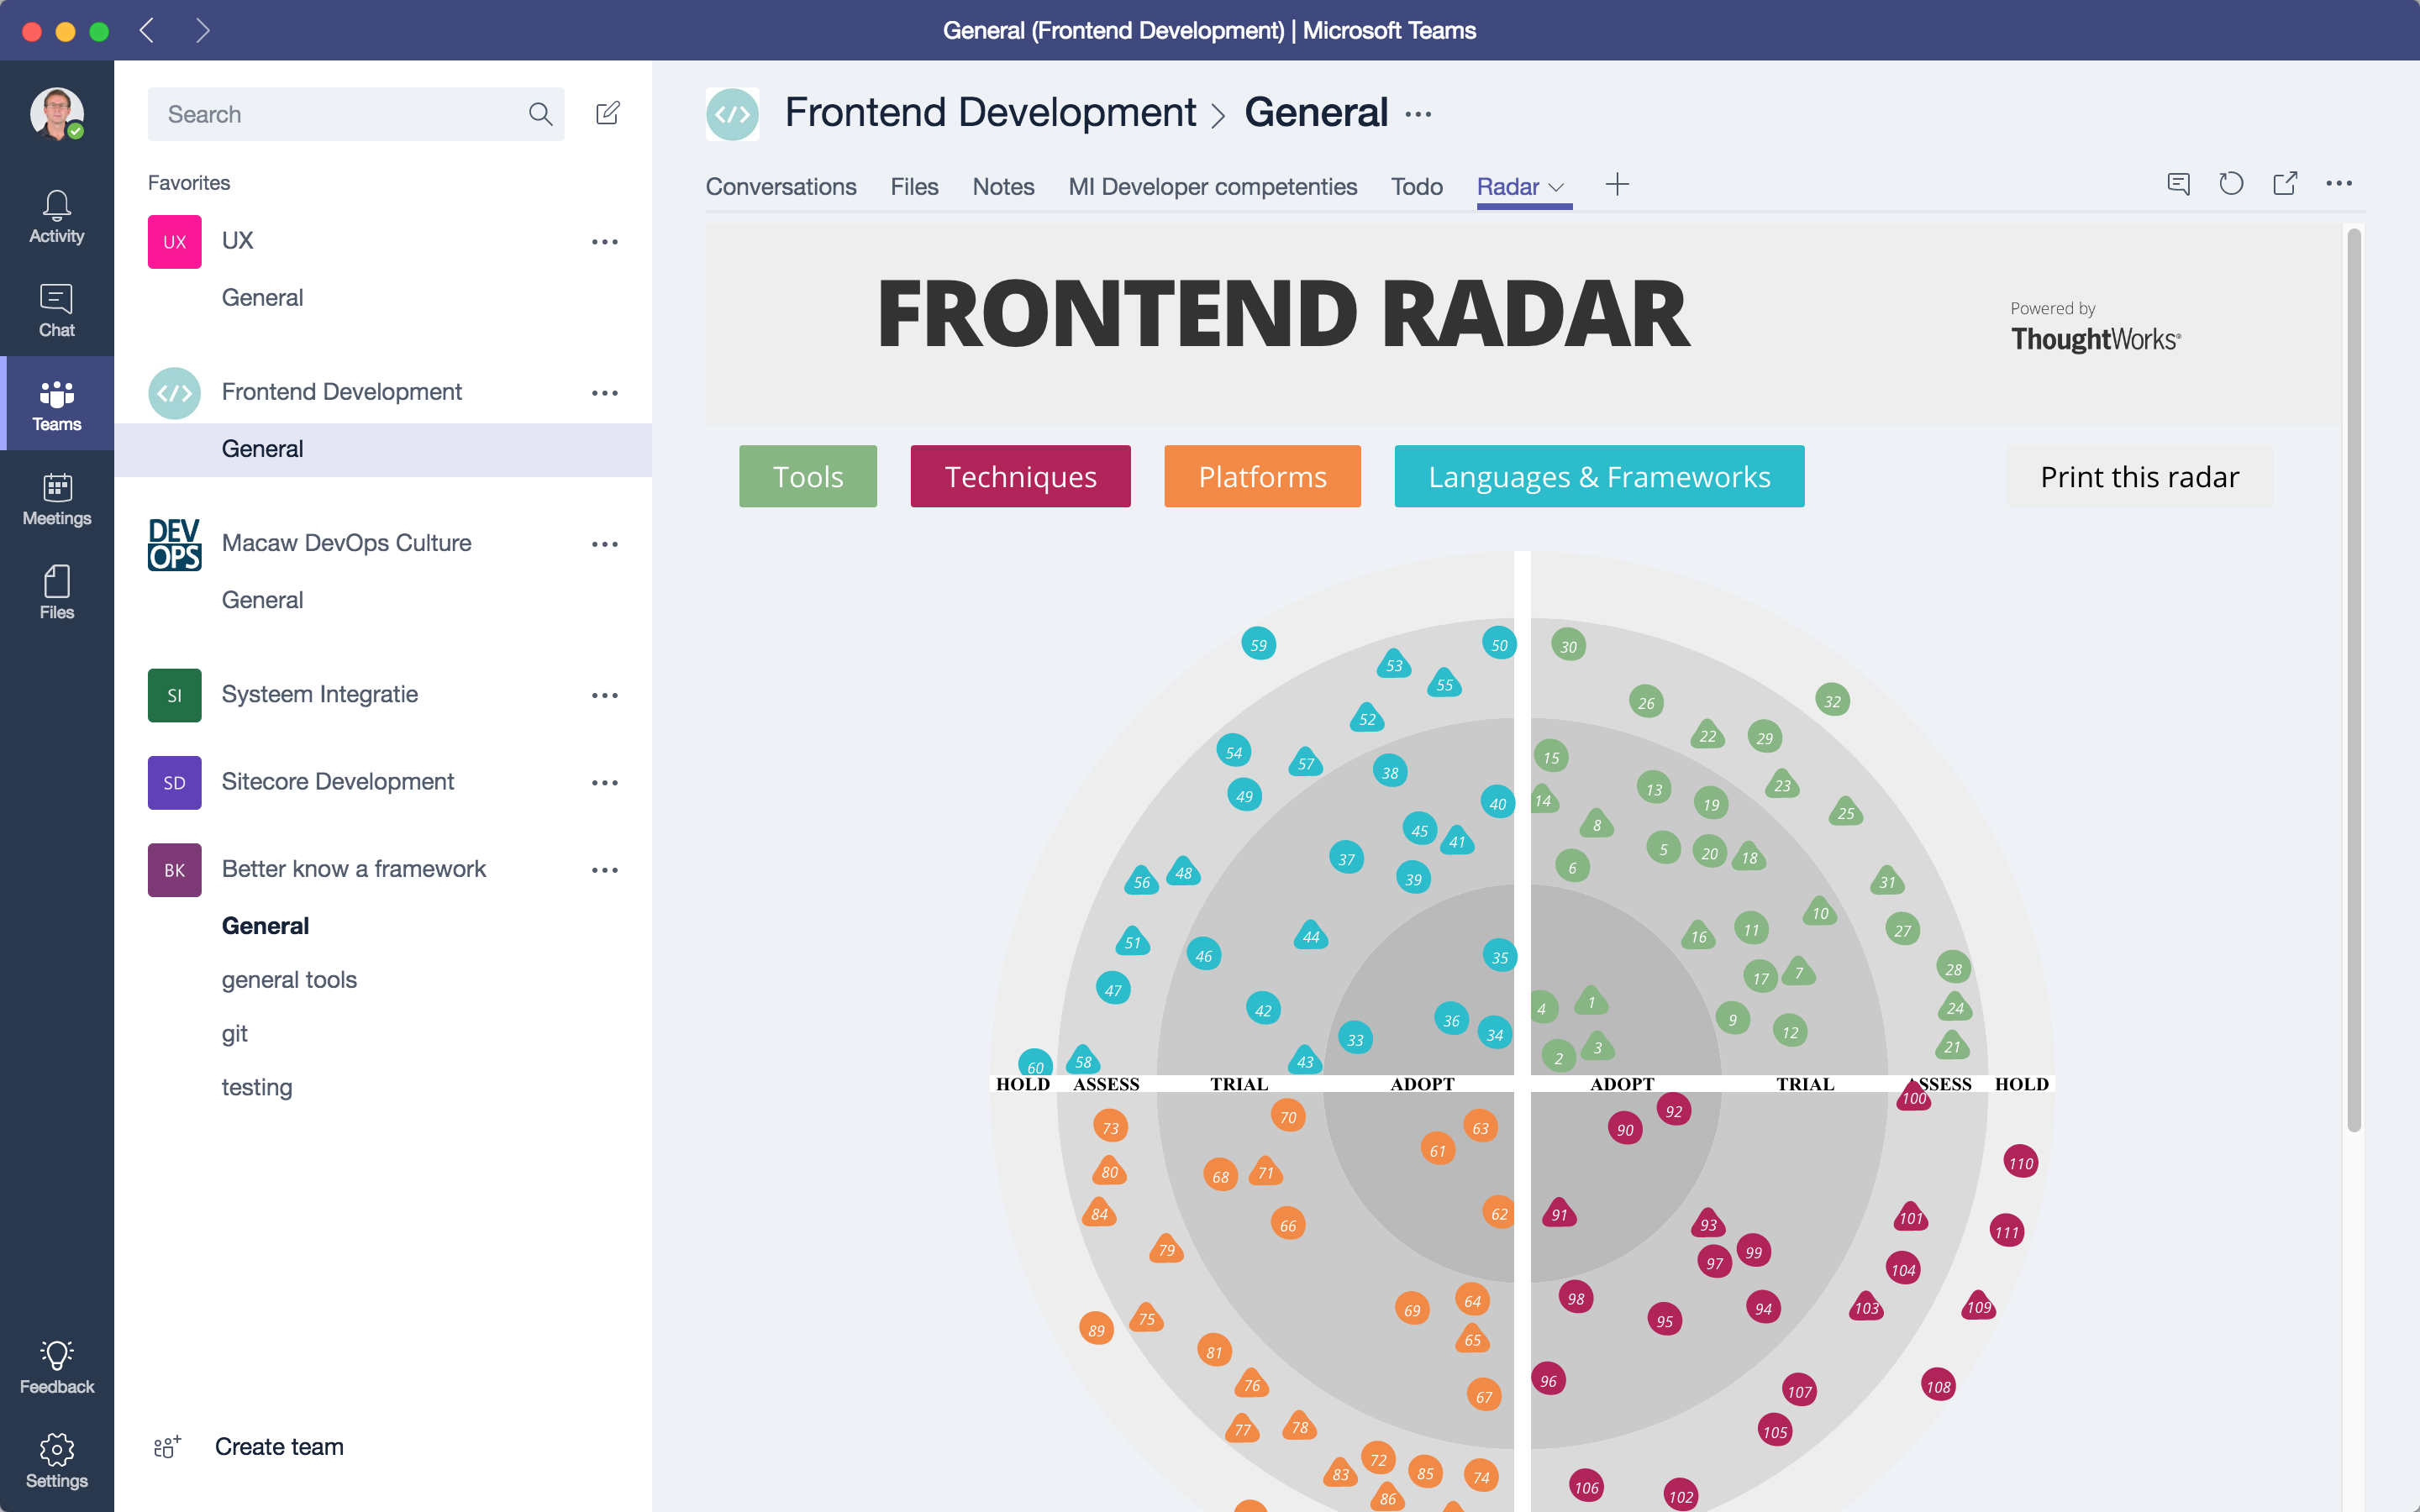 General (Frontend Development) | Microsoft Teams
Search
Activity
Chat
Teams
Meetings
Files
Feedback
Settings
Favorites
UX UX
General
Frontend Development
General
DEV OPS Macaw DevOps Culture
General
SI Systeem Integratie
SD Sitecore Development
BK Better know a framework
General
general tools
git
testing
Create team
</> Frontend Development > General ...
Conversations Files Notes MI Developer competenties Todo Radar
FRONTEND RADAR
Powered by
ThoughtWorks®
Tools Techniques Platforms Languages & Frameworks Print this radar
59 50 30
53 55 26 32
52 22 29
54 57 38 15 23
49 40 14 13 19 25
45 41 8
37 39 6 5 20 18
56 48 31
51 46 44 35 16 11 10 27
47 17 7 28
42 36 34 4 1 9 12 24
33 2 3 21
60 58 43
HOLD ASSESS TRIAL ADOPT ADOPT TRIAL ASSESS HOLD
100
73 70 63 92
61 90
80 68 71 110
84 66 62 91 93 101 111
79 97 99 104
89 75 69 64 98 95 94 103 109
81 65
76 67 96 107 108
77 78 105
83 72 85 74 106
86 102